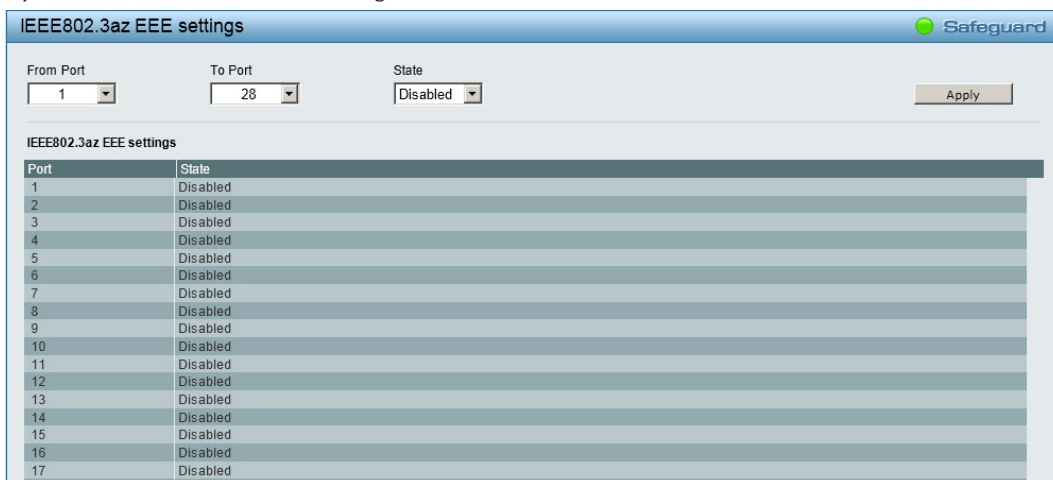 IEEE802.3az EEE settings
Safeguard
From Port To Port State
1 28 Disabled Apply
IEEE802.3az EEE settings
Port State
1 Disabled
2 Disabled
3 Disabled
4 Disabled
5 Disabled
6 Disabled
7 Disabled
8 Disabled
9 Disabled
10 Disabled
11 Disabled
12 Disabled
13 Disabled
14 Disabled
15 Disabled
16 Disabled
17 Disabled